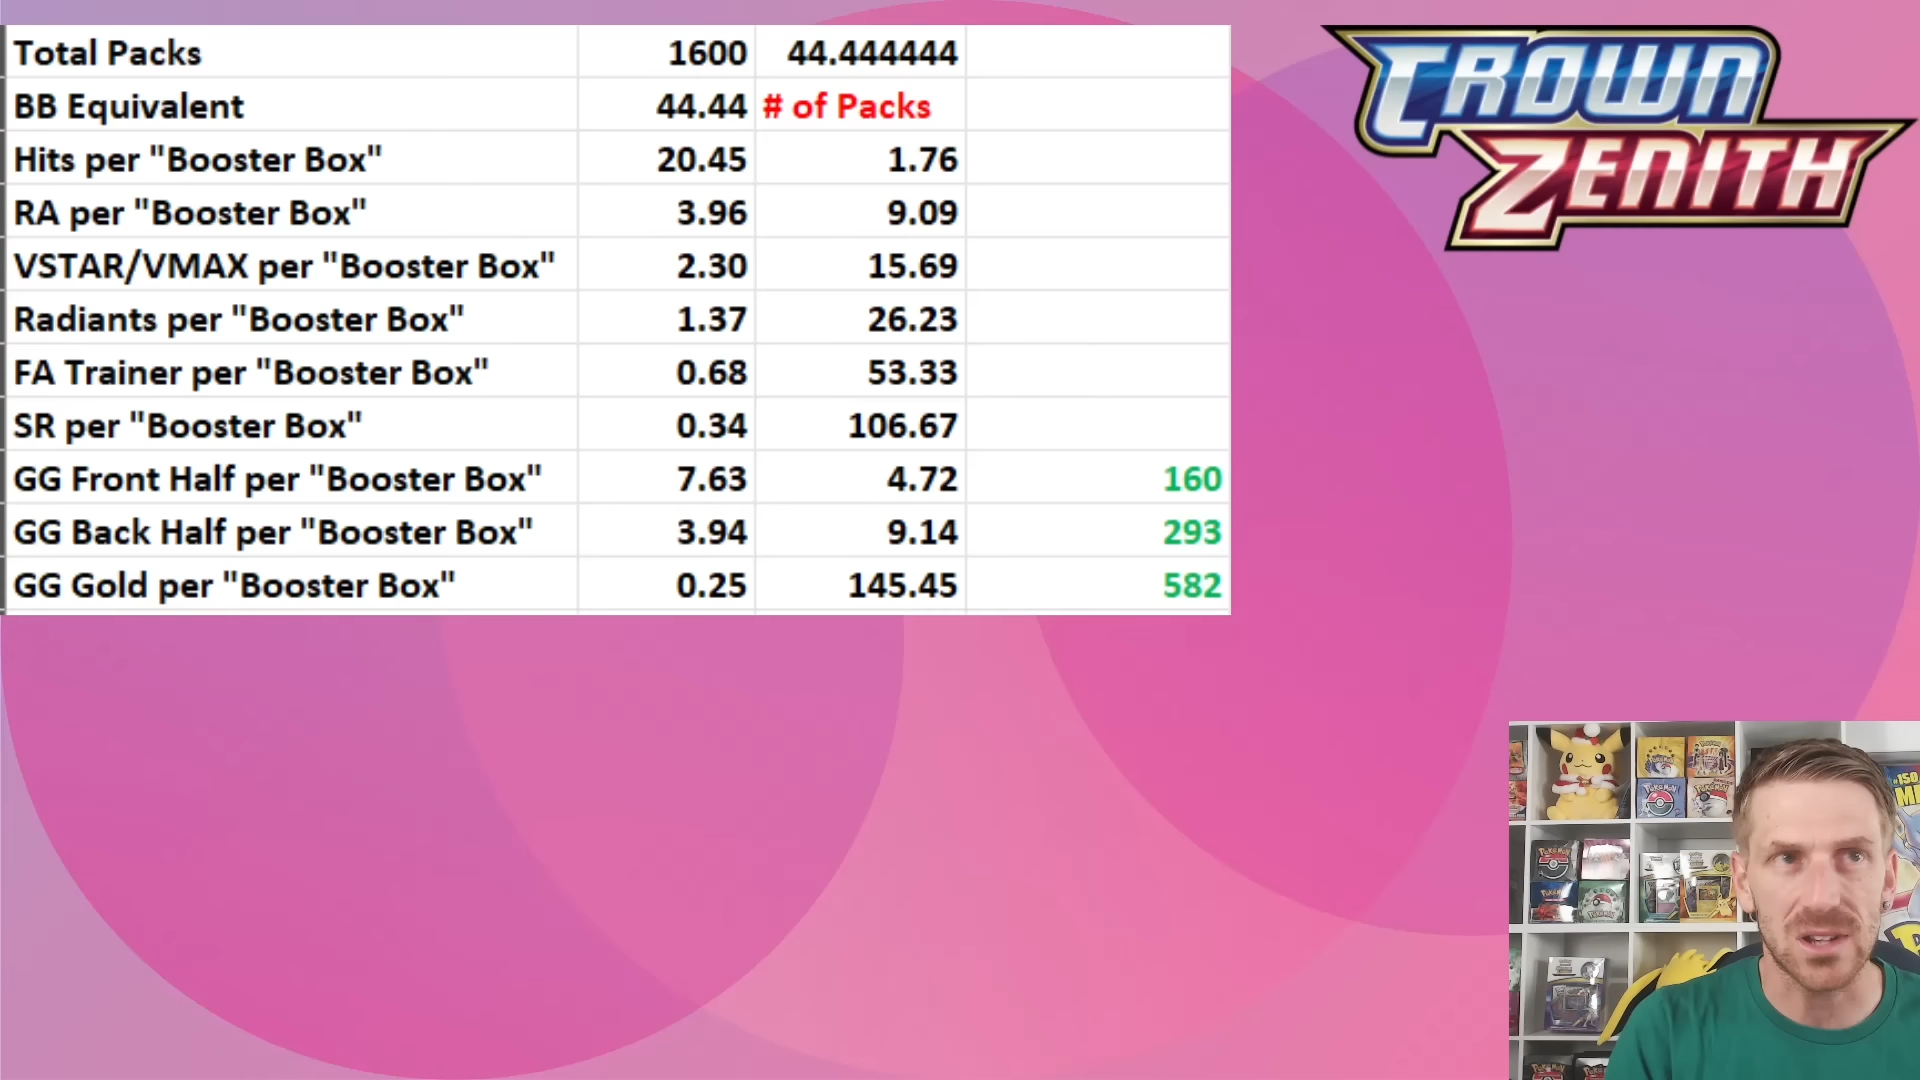 Total Packs 1600 44.444444
BB Equivalent 44.44 # of Packs
Hits per "Booster Box" 20.45 1.76
RA per "Booster Box" 3.96 9.09
VSTAR/VMAX per "Booster Box" 2.30 15.69
Radiants per "Booster Box" 1.37 26.23
FA Trainer per "Booster Box" 0.68 53.33
SR per "Booster Box" 0.34 106.67
GG Front Half per "Booster Box" 7.63 4.72 160
GG Back Half per "Booster Box" 3.94 9.14 293
GG Gold per "Booster Box" 0.25 145.45 582
CROWN
ZENITH